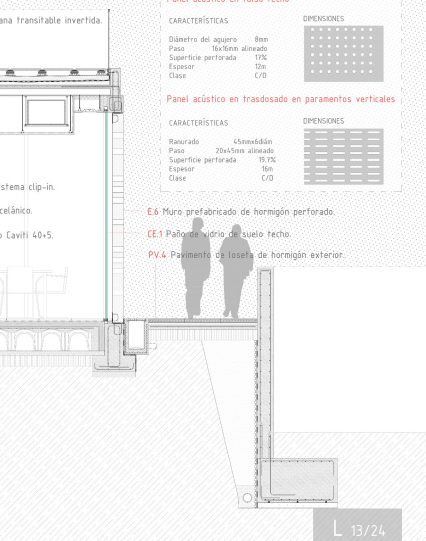 Panel acústico en falso techo
ana transitable invertida.
CARACTERÍSTICAS
DIMENSIONES
Diámetro del agujero 8mm
Paso 16x16mm alineado
Superficie perforada 17%
Espesor 12m
Clase C/D
Panel acústico en trasdosado en paramentos verticales
CARACTERÍSTICAS
DIMENSIONES
Ranurado 45mmx6diám
Paso 20x45mm alineado
Superficie perforada 19.7%
Espesor 16m
Clase C/D
stema clip-in.
celánico.
o Caviti 40+5.
E.6 Muro prefabricado de hormigón perforado.
CE.1 Paño de vidrio de suelo techo.
PV.4 Pavimento de loseta de hormigón exterior.
L 13/24